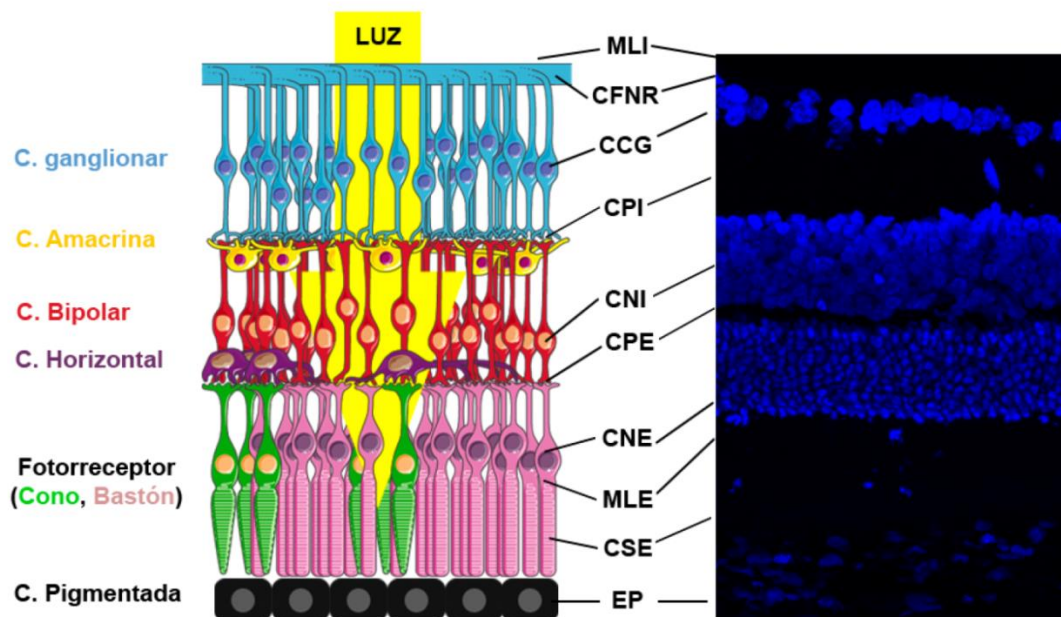 LUZ
C. ganglionar
C. Amacrina
C. Bipolar
C. Horizontal
Fotorreceptor
(Cono, Bastón)
C. Pigmentada
MLI
CFNR
CCG
CPI
CNI
CPE
CNE
MLE
CSE
EP